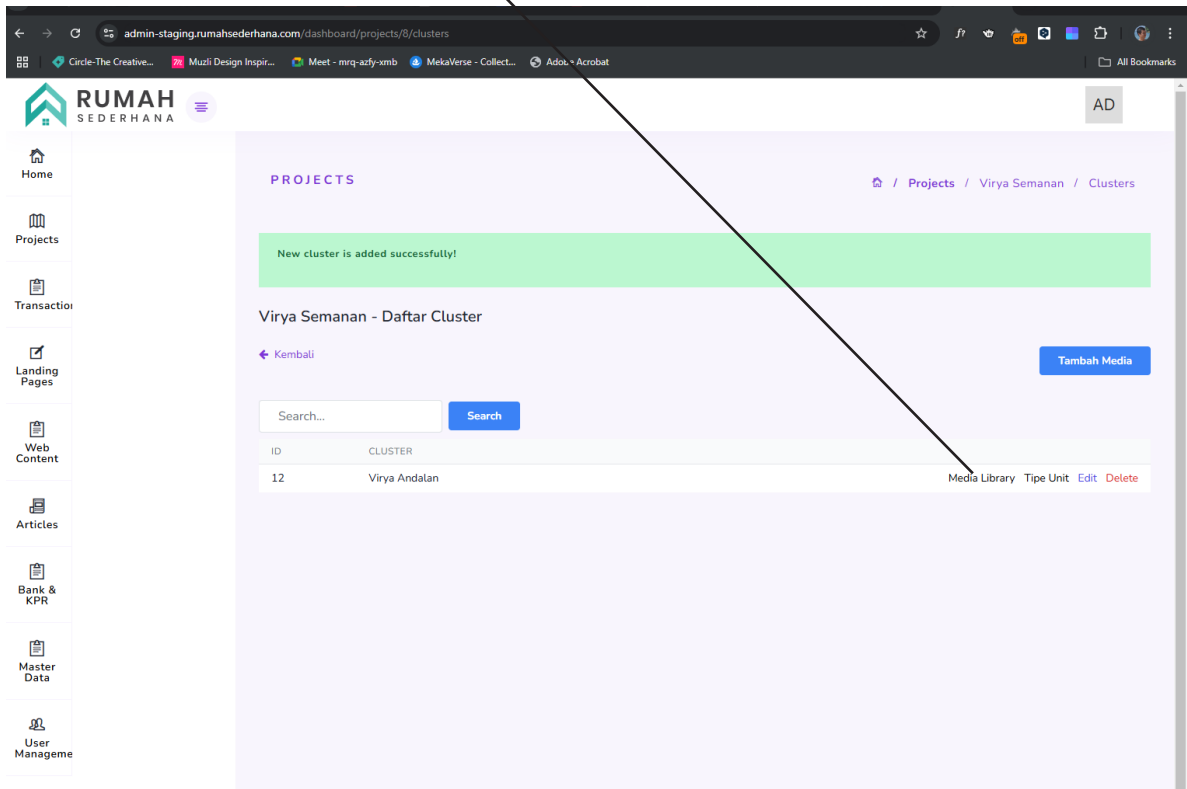 admin-staging.rumahsederhana.com/dashboard/projects/8/clusters
Circle-The Creative... Muzli Design Inspir... Meet - mrq-azfy-xmb MekaVerse - Collect... Adobe Acrobat All Bookmarks
RUMAH
SEDERHANA
AD
Home
Projects
Transaction
Landing
Pages
Web
Content
Articles
Bank &
KPR
Master
Data
User
Manageme
PROJECTS
/ Projects / Virya Semanan / Clusters
New cluster is added successfully!
Virya Semanan - Daftar Cluster
Kembali
Tambah Media
Search...
Search
ID CLUSTER
12 Virya Andalan Media Library Tipe Unit Edit Delete